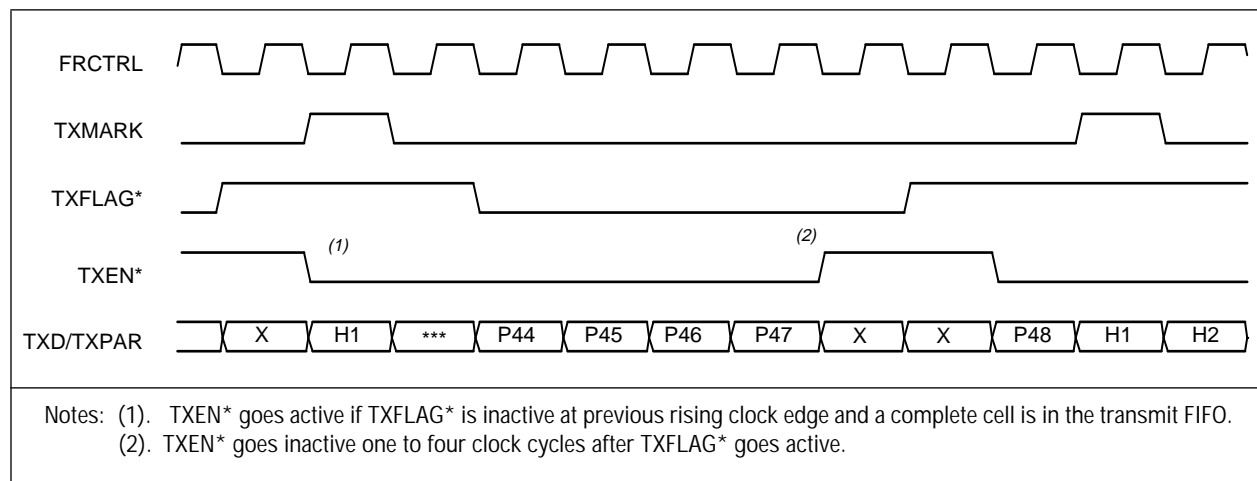 FRCTRL
TXMARK
TXFLAG*
(1)
(2)
TXEN*
TXD/TXPAR X H1 *** P44 P45 P46 P47 X X P48 H1 H2
Notes: (1). TXEN* goes active if TXFLAG* is inactive at previous rising clock edge and a complete cell is in the transmit FIFO.
(2). TXEN* goes inactive one to four clock cycles after TXFLAG* goes active.